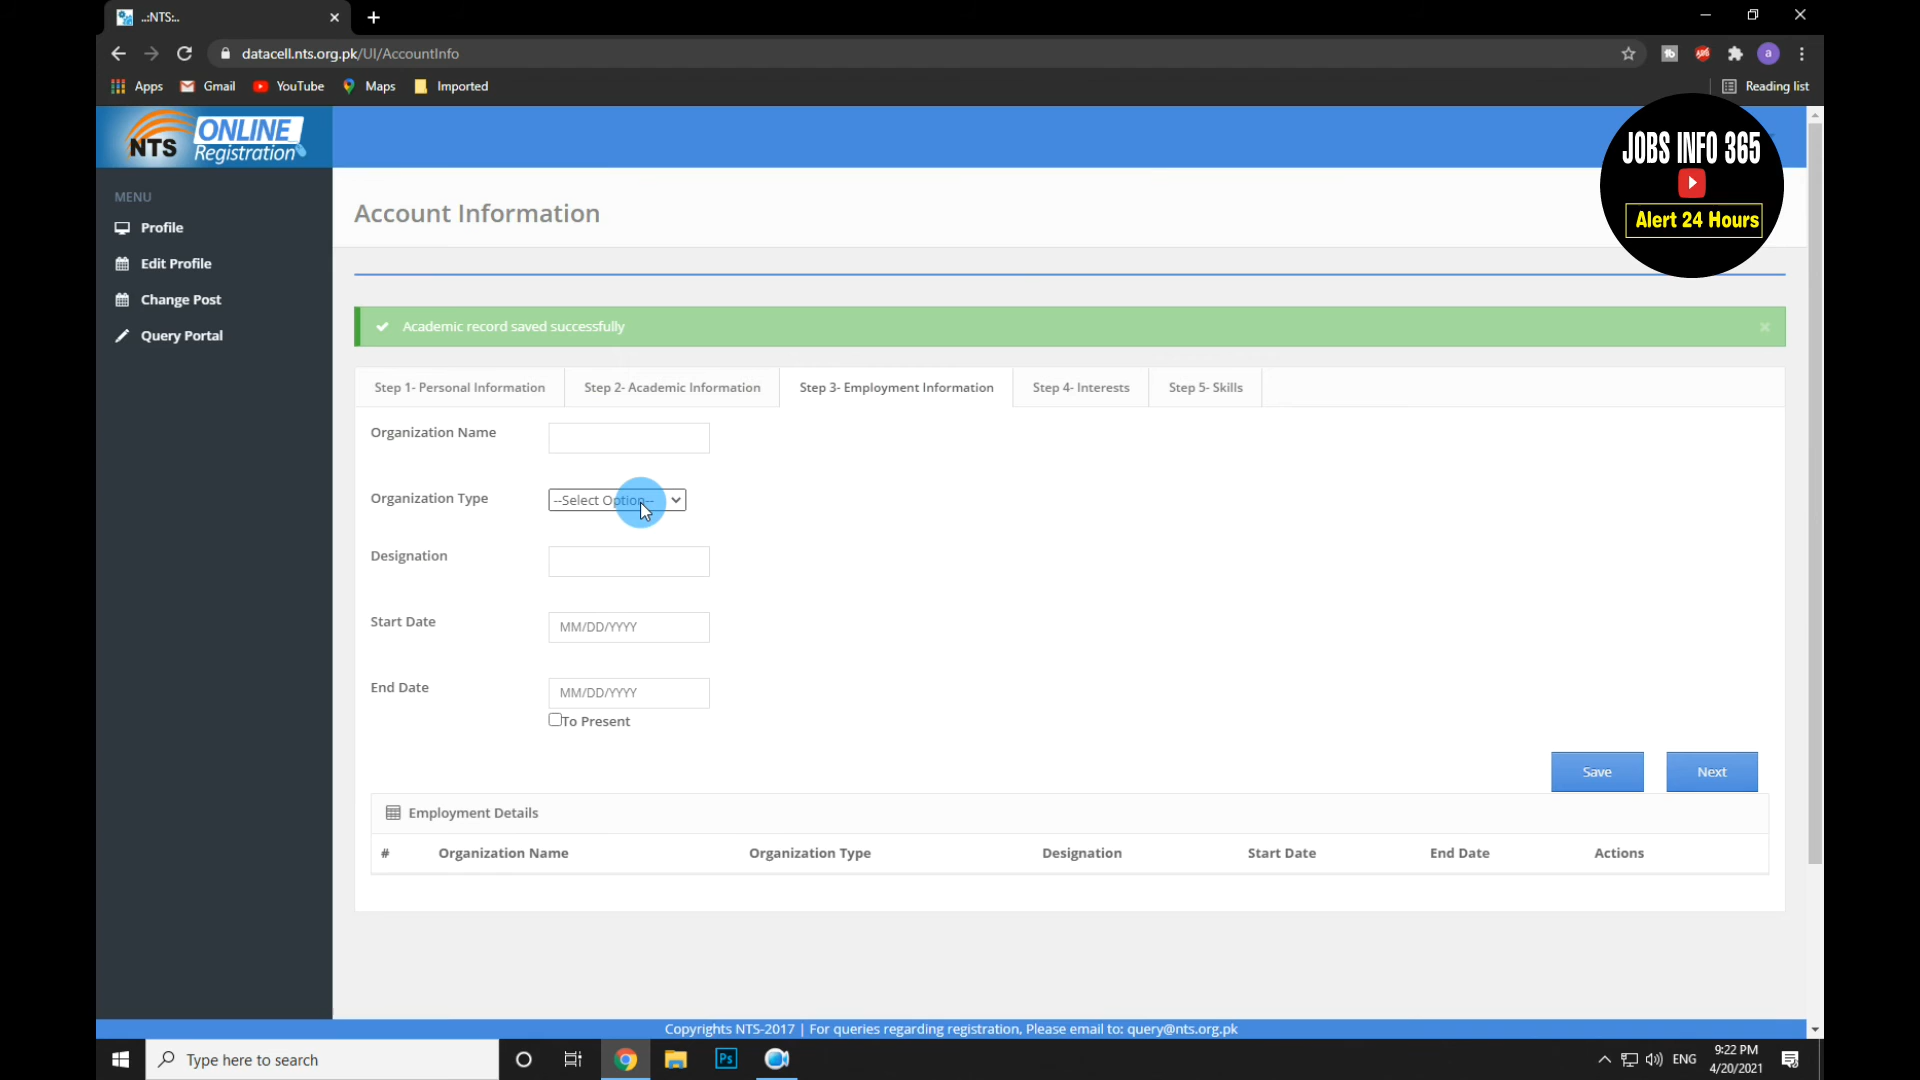 ..:NTS:..
datacell.nts.org.pk/UI/AccountInfo
Apps Gmail YouTube Maps Imported Reading list
NTS ONLINE Registration
JOBS INFO 365
Alert 24 Hours
MENU
Profile
Edit Profile
Change Post
Query Portal
Account Information
Academic record saved successfully
Step 1- Personal Information Step 2- Academic Information Step 3- Employment Information Step 4- Interests Step 5- Skills
Organization Name
Organization Type --Select Option--
Designation
Start Date MM/DD/YYYY
End Date MM/DD/YYYY
To Present
Save Next
Employment Details
# Organization Name Organization Type Designation Start Date End Date Actions
Copyrights NTS-2017 | For queries regarding registration, Please email to: query@nts.org.pk
Type here to search
Ps
ENG
9:22 PM
4/20/2021